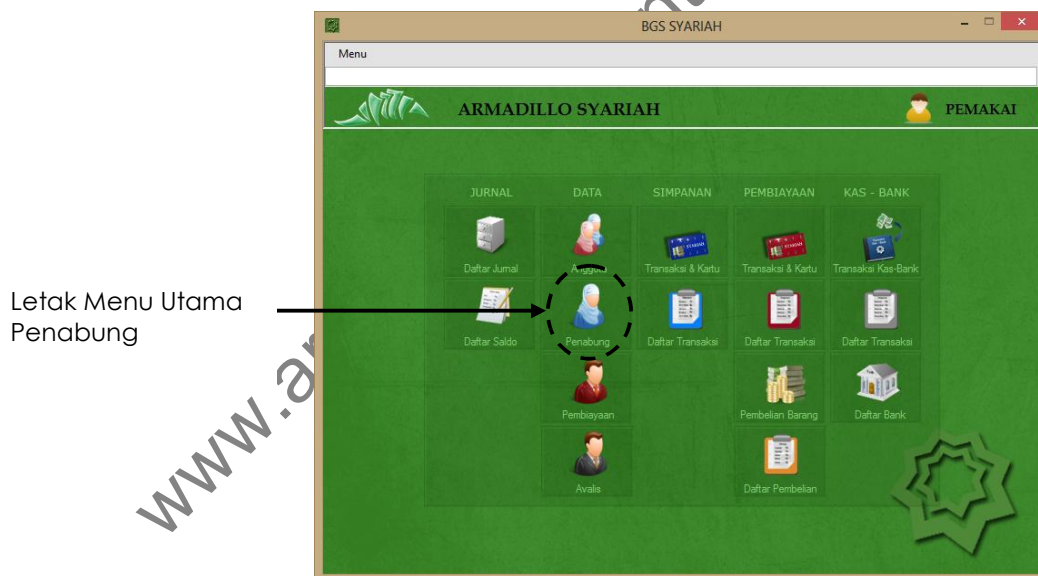 BGS SYARIAH
Menu
ARMADILLO SYARIAH
PEMAKAI
JURNAL DATA SIMPANAN PEMBIAYAAN KAS - BANK
Daftar Jurnal Anggota Transaksi & Kartu Transaksi & Kartu Transaksi Kas-Bank
Letak Menu Utama
Penabung
Daftar Saldo Penabung Daftar Transaksi Daftar Transaksi Daftar Transaksi
Pembiayaan Pembelian Barang Daftar Bank
Avalis Daftar Pembelian